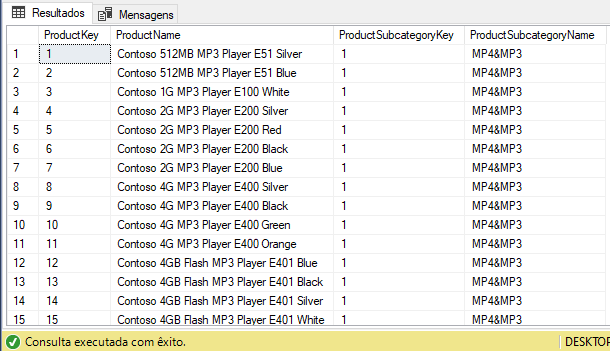 Resultados Mensagens
ProductKey ProductName ProductSubcategoryKey ProductSubcategoryName
1 1 Contoso 512MB MP3 Player E51 Silver 1 MP4&MP3
2 2 Contoso 512MB MP3 Player E51 Blue 1 MP4&MP3
3 3 Contoso 1G MP3 Player E100 White 1 MP4&MP3
4 4 Contoso 2G MP3 Player E200 Silver 1 MP4&MP3
5 5 Contoso 2G MP3 Player E200 Red 1 MP4&MP3
6 6 Contoso 2G MP3 Player E200 Black 1 MP4&MP3
7 7 Contoso 2G MP3 Player E200 Blue 1 MP4&MP3
8 8 Contoso 4G MP3 Player E400 Silver 1 MP4&MP3
9 9 Contoso 4G MP3 Player E400 Black 1 MP4&MP3
10 10 Contoso 4G MP3 Player E400 Green 1 MP4&MP3
11 11 Contoso 4G MP3 Player E400 Orange 1 MP4&MP3
12 12 Contoso 4GB Flash MP3 Player E401 Blue 1 MP4&MP3
13 13 Contoso 4GB Flash MP3 Player E401 Black 1 MP4&MP3
14 14 Contoso 4GB Flash MP3 Player E401 Silver 1 MP4&MP3
15 15 Contoso 4GB Flash MP3 Player E401 White 1 MP4&MP3
Consulta executada com êxito. DESKTO